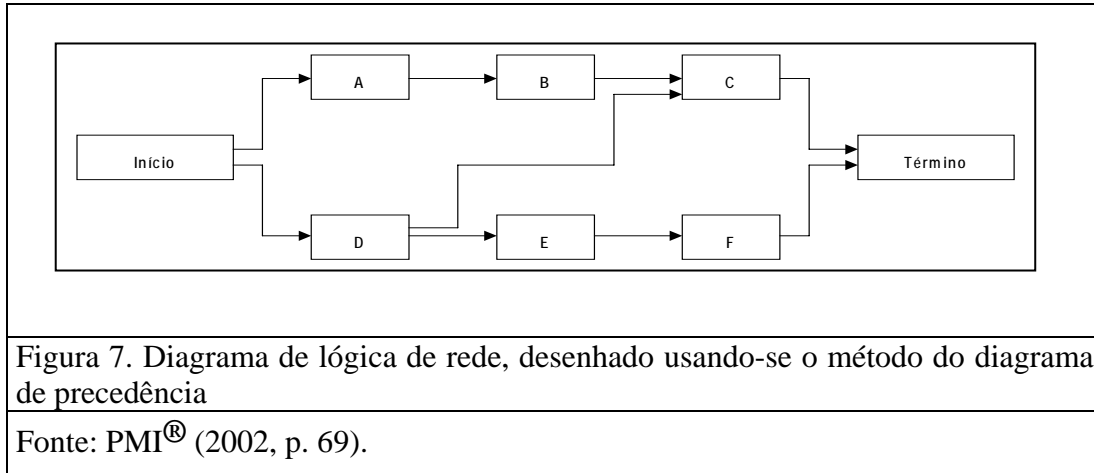 A
B
C
Início
Término
D
E
F
Figura 7. Diagrama de lógica de rede, desenhado usando-se o método do diagrama
de precedência
Fonte: PMI® (2002, p. 69).